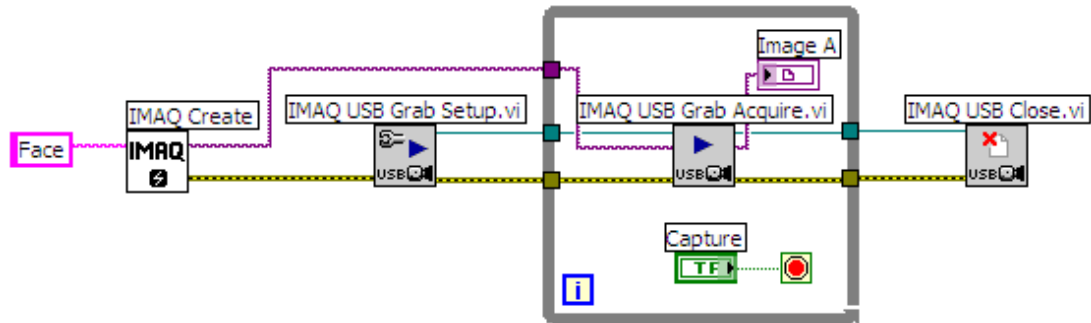 Image A
IMAQ Create
IMAQ USB Grab Setup.vi
IMAQ USB Grab Acquire.vi
IMAQ USB Close.vi
Face
IMAQ
USB
USB
USB
Capture
TF
i